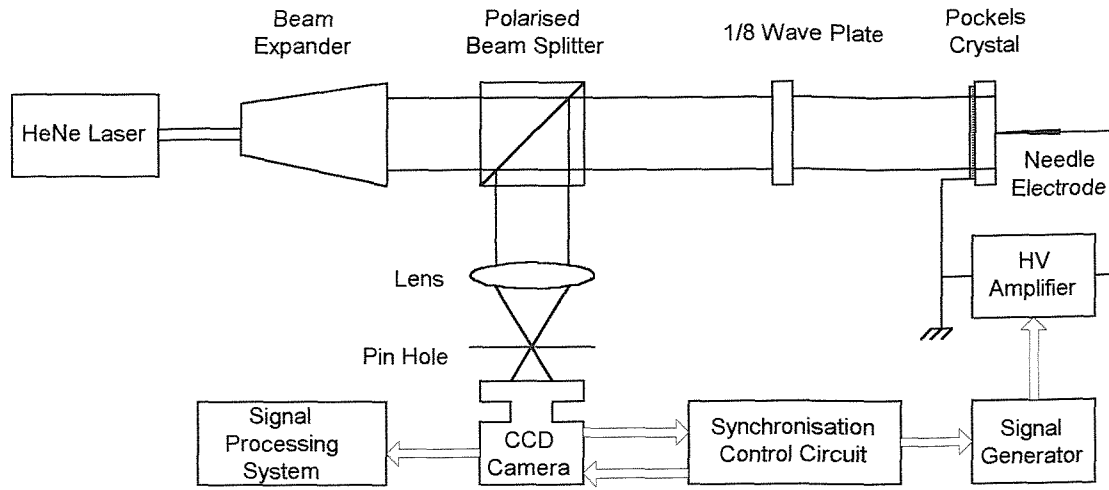 Beam
Expander
Polarised
Beam Splitter
1/8 Wave Plate
Pockels
Crystal
HeNe Laser
Needle
Electrode
Lens
HV
Amplifier
Pin Hole
Signal
Processing
System
CCD
Camera
Synchronisation
Control Circuit
Signal
Generator